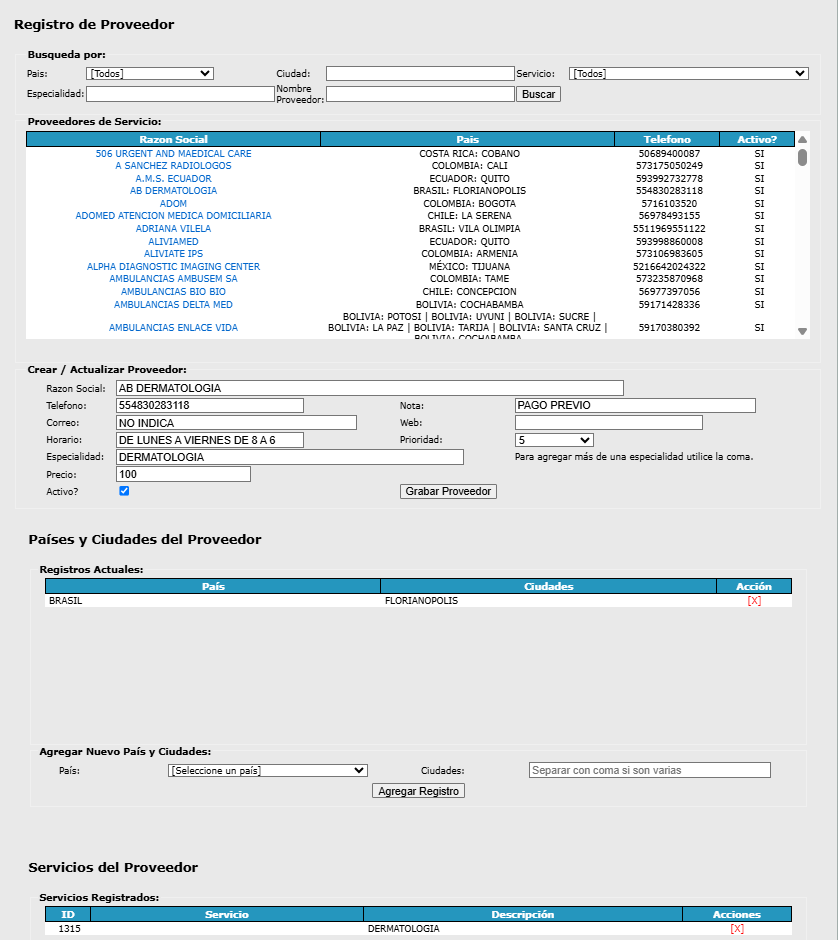 Registro de Proveedor
Busqueda por:
Pais: [Todos] Ciudad: Servicio: [Todos]
Especialidad: Nombre Proveedor: Buscar
Proveedores de Servicio:
Razon Social Pais Telefono Activo?
506 URGENT AND MAEDICAL CARE COSTA RICA: COBANO 50689400087 SI
A SANCHEZ RADIOLOGOS COLOMBIA: CALI 573175050249 SI
A.M.S. ECUADOR ECUADOR: QUITO 593992732778 SI
AB DERMATOLOGIA BRASIL: FLORIANOPOLIS 554830283118 SI
ADOM COLOMBIA: BOGOTA 5716103520 SI
ADOMED ATENCION MEDICA DOMICILIARIA CHILE: LA SERENA 56978493155 SI
ADRIANA VILELA BRASIL: VILA OLIMPIA 5511969551122 SI
ALIVIAMED ECUADOR: QUITO 593998860008 SI
ALIVIATE IPS COLOMBIA: ARMENIA 573106983605 SI
ALPHA DIAGNOSTIC IMAGING CENTER MÉXICO: TIJUANA 5216642024322 SI
AMBULANCIAS AMBUSEM SA COLOMBIA: TAME 573235870968 SI
AMBULANCIAS BIO BIO CHILE: CONCEPCION 56977397056 SI
AMBULANCIAS DELTA MED BOLIVIA: COCHABAMBA 59171428336 SI
BOLIVIA: POTOSI | BOLIVIA: UYUNI | BOLIVIA: SUCRE |
AMBULANCIAS ENLACE VIDA BOLIVIA: LA PAZ | BOLIVIA: TARIJA | BOLIVIA: SANTA CRUZ | 59170380392 SI
BOLIVIA: COCHABAMBA
Crear / Actualizar Proveedor:
Razon Social: AB DERMATOLOGIA
Telefono: 554830283118 Nota: PAGO PREVIO
Correo: NO INDICA Web:
Horario: DE LUNES A VIERNES DE 8 A 6 Prioridad: 5
Especialidad: DERMATOLOGIA Para agregar más de una especialidad utilice la coma.
Precio: 100
Activo? Grabar Proveedor
Países y Ciudades del Proveedor
Registros Actuales:
País Ciudades Acción
BRASIL FLORIANOPOLIS [X]
Agregar Nuevo País y Ciudades:
País: [Seleccione un país] Ciudades: Separar con coma si son varias
Agregar Registro
Servicios del Proveedor
Servicios Registrados:
ID Servicio Descripción Acciones
1315 DERMATOLOGIA [X]